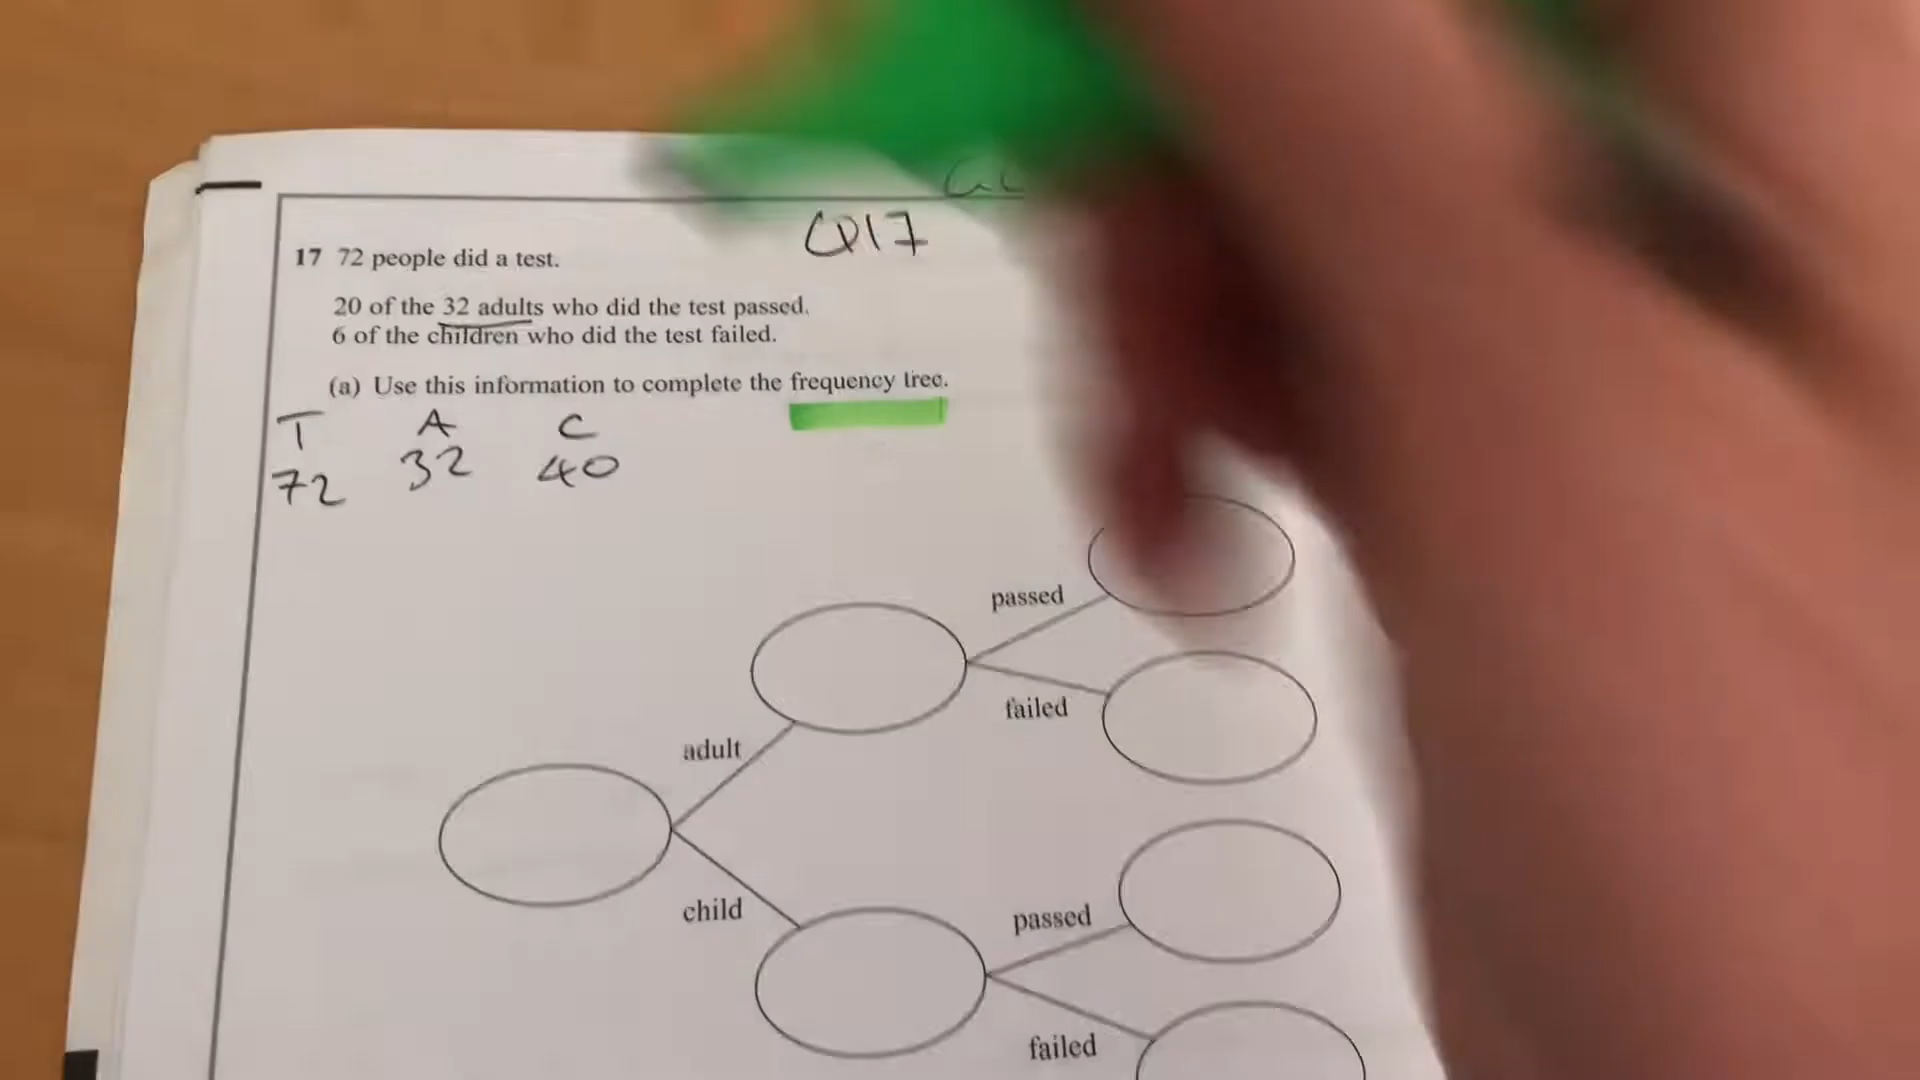 Q17
17 72 people did a test.
20 of the 32 adults who did the test passed.
6 of the children who did the test failed.
(a) Use this information to complete the frequency tree.
T A C
72 32 40
passed
failed
adult
child
passed
failed